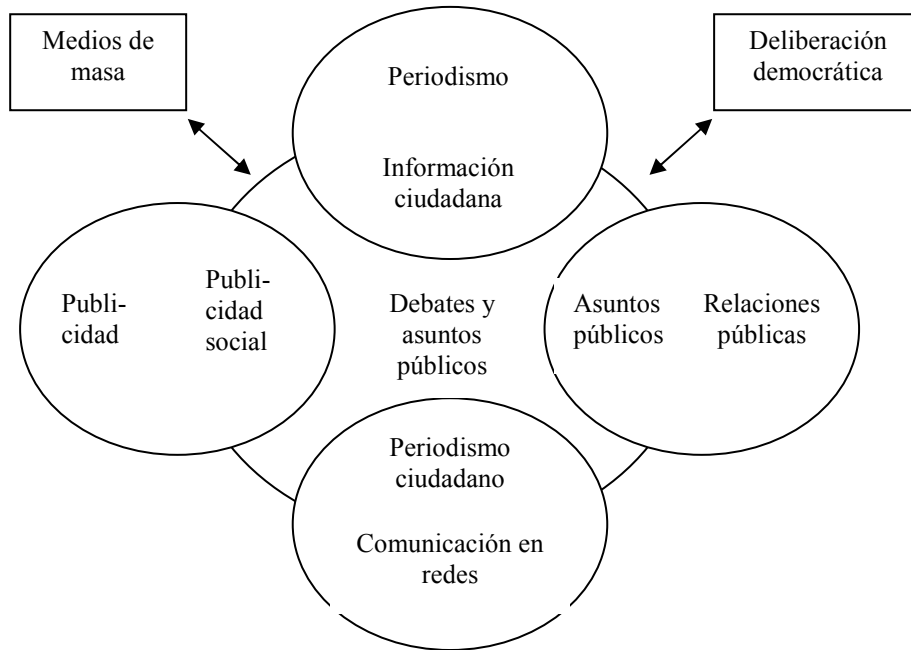 Medios de
masa
Deliberación
democrática
Periodismo
Información
ciudadana
Publi-
cidad
Publi-
cidad
social
Debates y
asuntos
públicos
Asuntos
públicos
Relaciones
públicas
Periodismo
ciudadano
Comunicación en
redes